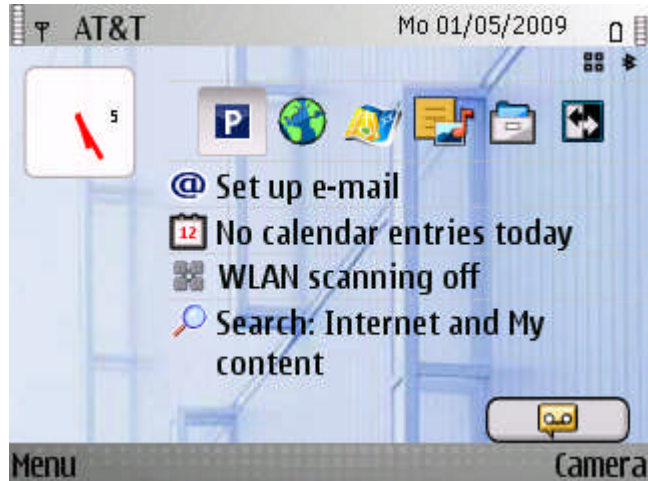 AT&T
Mo 01/05/2009
5
P
@ Set up e-mail
12 No calendar entries today
WLAN scanning off
Search: Internet and My
content
Menu
Camera